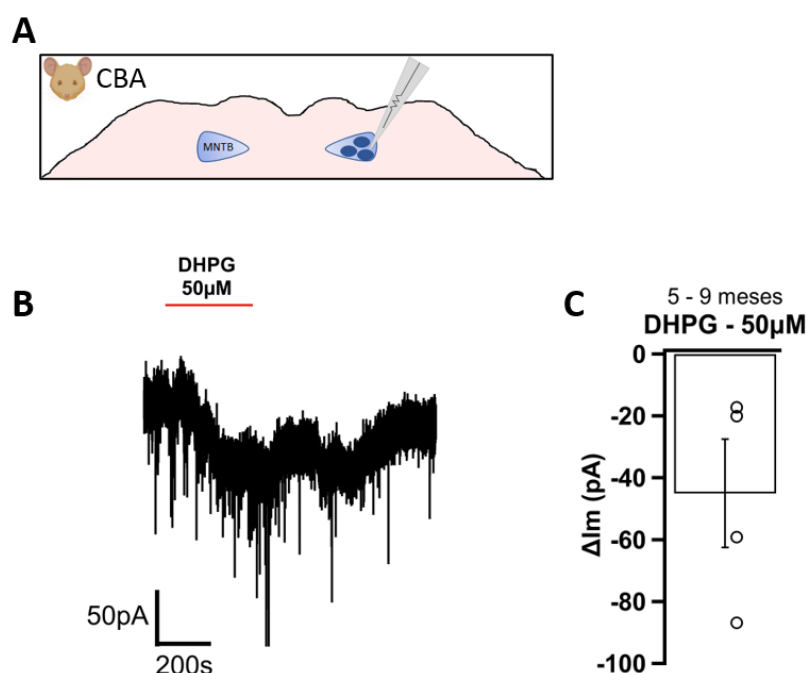 A
CBA
MNTB
B
DHPG
50µM
50pA
200s
C
5 - 9 meses
DHPG - 50µM
ΔIm (pA)
0
-20
-40
-60
-80
-100